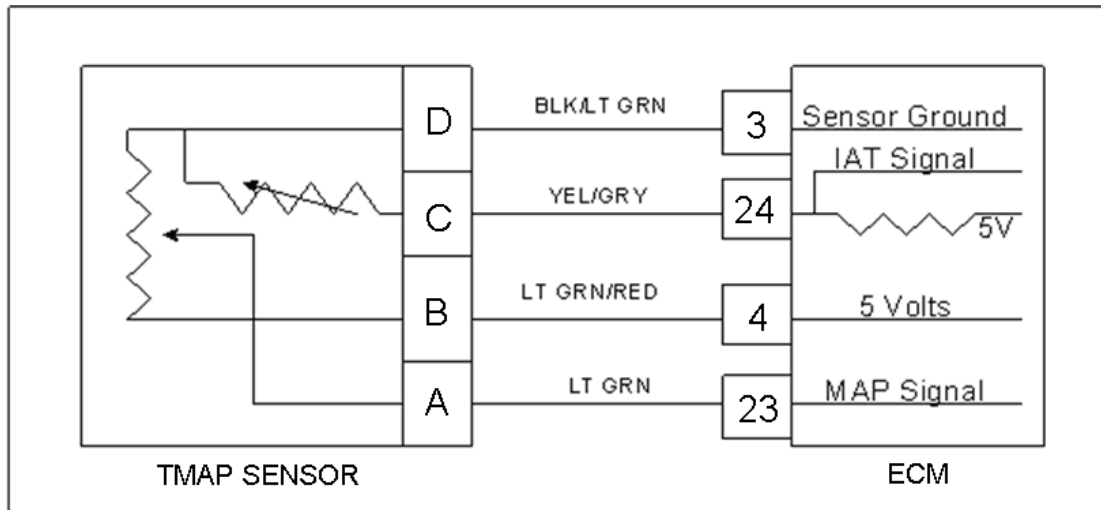 D
BLK/LT GRN
3
Sensor Ground
IAT Signal
C
YEL/GRY
24
5V
B
LT GRN/RED
4
5 Volts
A
LT GRN
23
MAP Signal
TMAP SENSOR
ECM